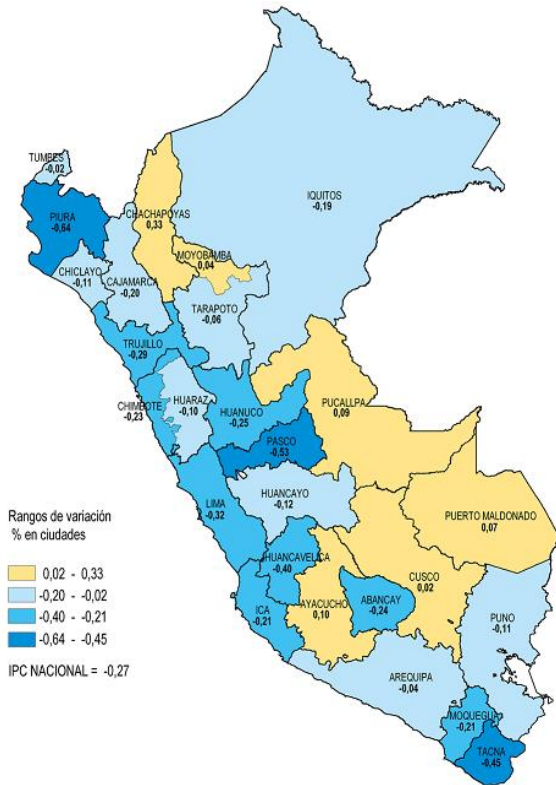 TUMBES
-0,02
PIURA
-0,64
CHACHAPOYAS
0,33
IQUITOS
-0,19
MOYOBAMBA
0,04
CHICLAYO
-0,11
CAJAMARCA
-0,20
TARAPOTO
-0,06
TRUJILLO
-0,29
PUCALLPA
0,09
CHIMBOTE
-0,23
HUARAZ
-0,10
HUANUCO
-0,25
PASCO
-0,53
HUANCAYO
-0,12
LIMA
-0,32
PUERTO MALDONADO
0,07
HUANCAVELICA
-0,40
CUSCO
0,02
ICA
-0,21
AYACUCHO
0,10
ABANCAY
-0,24
PUNO
-0,11
AREQUIPA
-0,04
MOQUEGUA
-0,21
TACNA
-0,45
Rangos de variación
% en ciudades
0,02 - 0,33
-0,20 - -0,02
-0,40 - -0,21
-0,64 - -0,45
IPC NACIONAL = -0,27